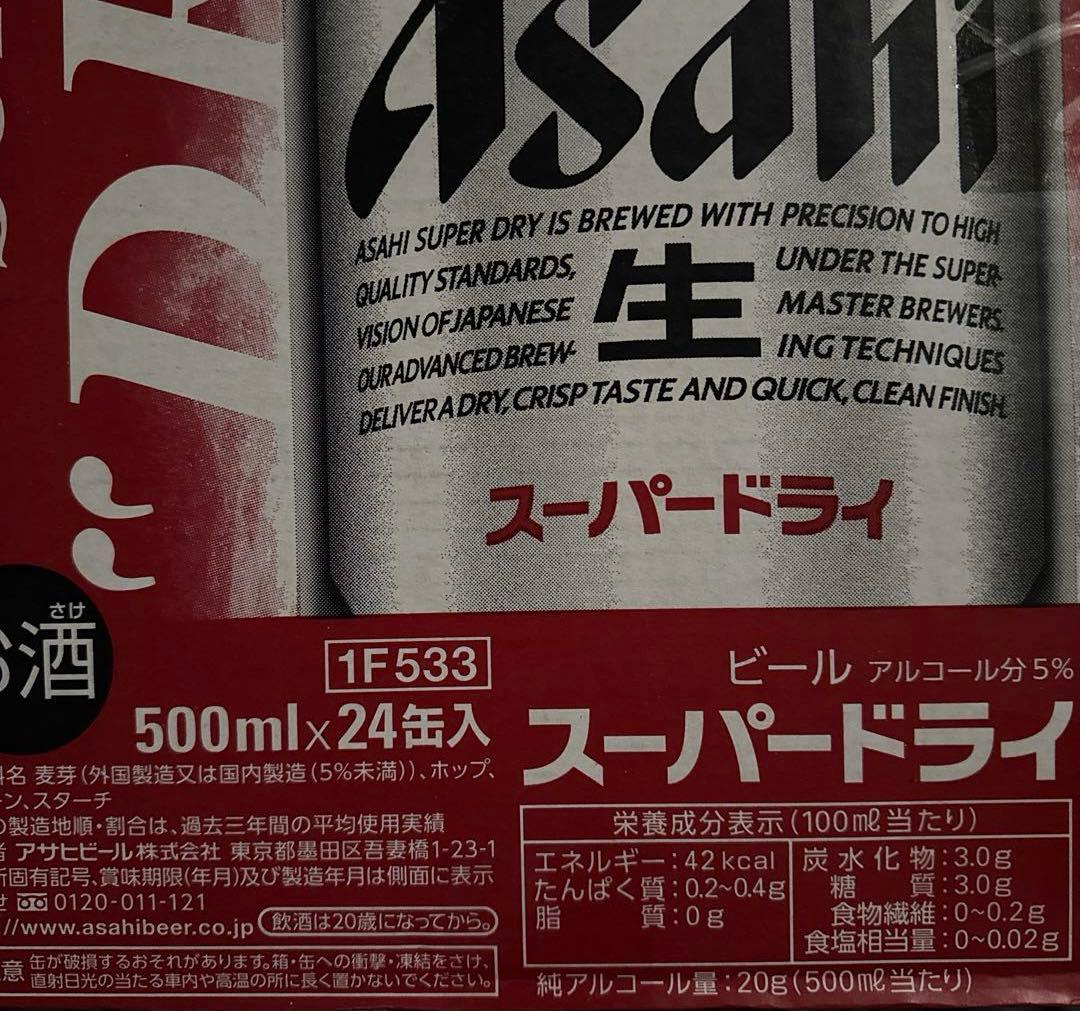 Asahi
ASAHI SUPER DRY IS BREWED WITH PRECISION TO HIGH
QUALITY STANDARDS, UNDER THE SUPER-
VISION OF JAPANESE MASTER BREWERS.
生
OUR ADVANCED BREW- ING TECHNIQUES
DELIVER A DRY, CRISP TASTE AND QUICK, CLEAN FINISH.
スーパードライ
"D
さけ
お酒
1F533
500ml×24缶入
名 麦芽(外国製造又は国内製造(5%未満))、ホップ、
ン、スターチ
の製造地順・割合は、過去三年間の平均使用実績
者 アサヒビール株式会社 東京都墨田区吾妻橋1-23-1
所固有記号、賞味期限(年月)及び製造年月は側面に表示
せ 0120-011-121
//www.asahibeer.co.jp 飲酒は20歳になってから。
意 缶が破損するおそれがあります。箱・缶への衝撃・凍結をさけ、
直射日光の当たる車内や高温の所に長く置かないでください。
ビール アルコール分5%
スーパードライ
栄養成分表示(100ml当たり)
エネルギー:42kcal
たんぱく質:0.2~0.4g
脂質:0g
炭水化物:3.0g
糖質:3.0g
食物繊維:0~0.2g
食塩相当量:0~0.02g
純アルコール量:20g(500ml当たり)